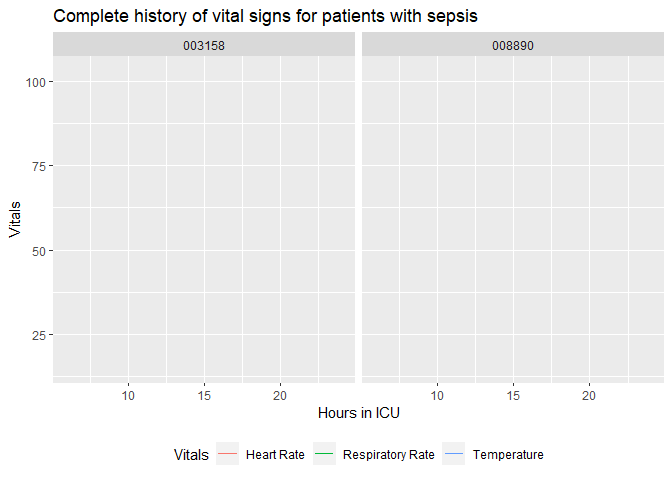 Complete history of vital signs for patients with sepsis
003158 008890
100
75
50
25
Vitals
10 15 20 10 15 20
Hours in ICU
Vitals Heart Rate Respiratory Rate Temperature